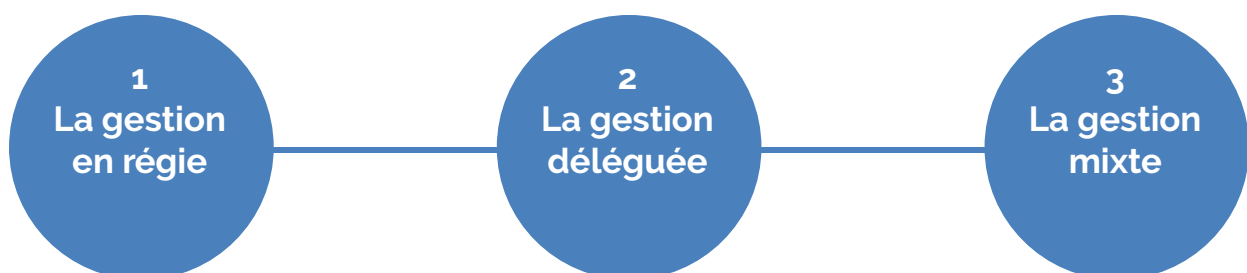 1
La gestion
en régie
2
La gestion
déléguée
3
La gestion
mixte